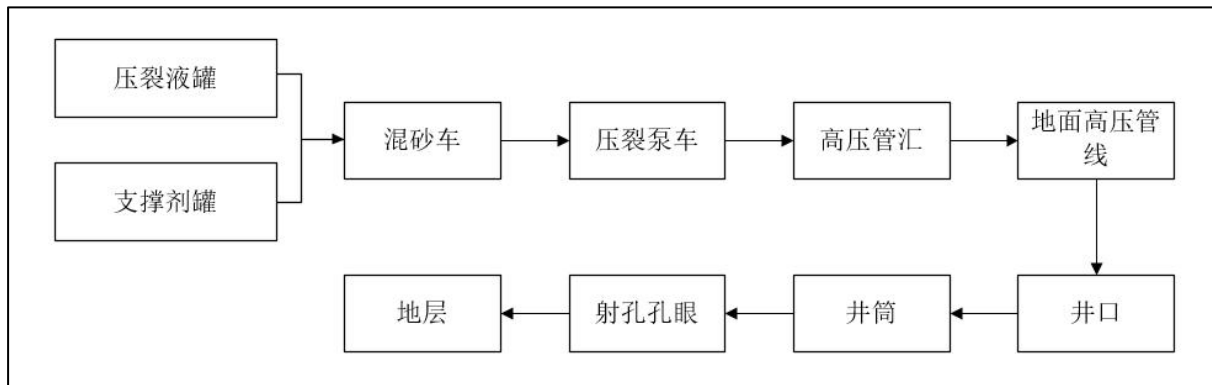 压裂液罐
支撑剂罐
混砂车
压裂泵车
高压管汇
地面高压管
线
井口
井筒
射孔孔眼
地层